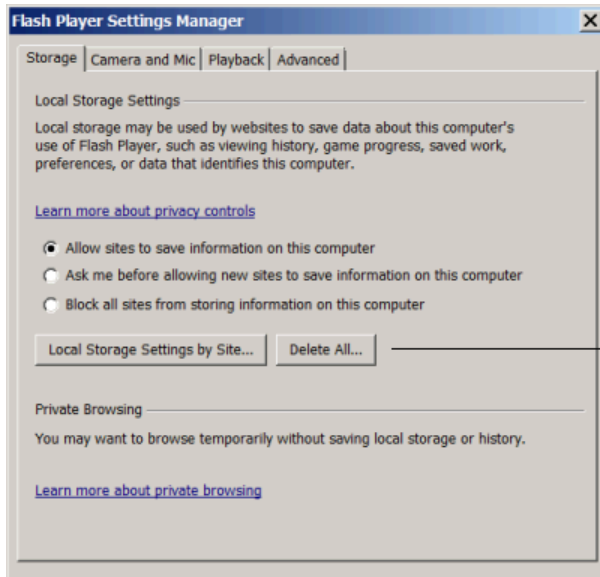 Flash Player Settings Manager
Storage Camera and Mic Playback Advanced
Local Storage Settings
Local storage may be used by websites to save data about this computer's
use of Flash Player, such as viewing history, game progress, saved work,
preferences, or data that identifies this computer.
Learn more about privacy controls
Allow sites to save information on this computer
Ask me before allowing new sites to save information on this computer
Block all sites from storing information on this computer
Local Storage Settings by Site... Delete All...
Private Browsing
You may want to browse temporarily without saving local storage or history.
Learn more about private browsing